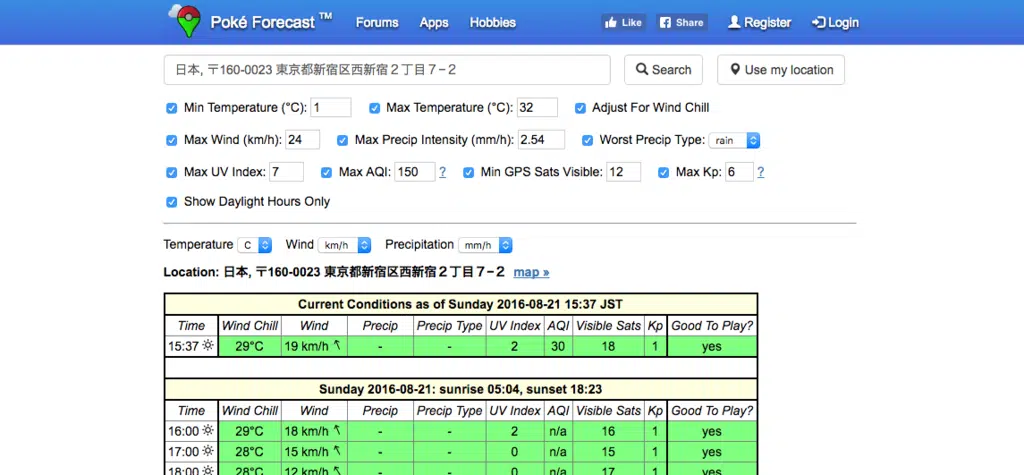 Poké Forecast ™ Forums Apps Hobbies Like Share Register Login
日本, 〒160-0023 東京都新宿区西新宿２丁目７−２ Search Use my location
Min Temperature (°C): 1 Max Temperature (°C): 32 Adjust For Wind Chill
Max Wind (km/h): 24 Max Precip Intensity (mm/h): 2.54 Worst Precip Type: rain
Max UV Index: 7 Max AQI: 150 ? Min GPS Sats Visible: 12 Max Kp: 6 ?
Show Daylight Hours Only
Temperature C Wind km/h Precipitation mm/h
Location: 日本, 〒160-0023 東京都新宿区西新宿２丁目７−２ map »
Current Conditions as of Sunday 2016-08-21 15:37 JST
Time Wind Chill Wind Precip Precip Type UV Index AQI Visible Sats Kp Good To Play?
15:37 29°C 19 km/h - - 2 30 18 1 yes
Sunday 2016-08-21: sunrise 05:04, sunset 18:23
Time Wind Chill Wind Precip Precip Type UV Index AQI Visible Sats Kp Good To Play?
16:00 29°C 18 km/h - - 2 n/a 16 1 yes
17:00 28°C 15 km/h - - 0 n/a 15 1 yes
18:00 28°C 12 km/h - - 0 n/a 17 1 yes